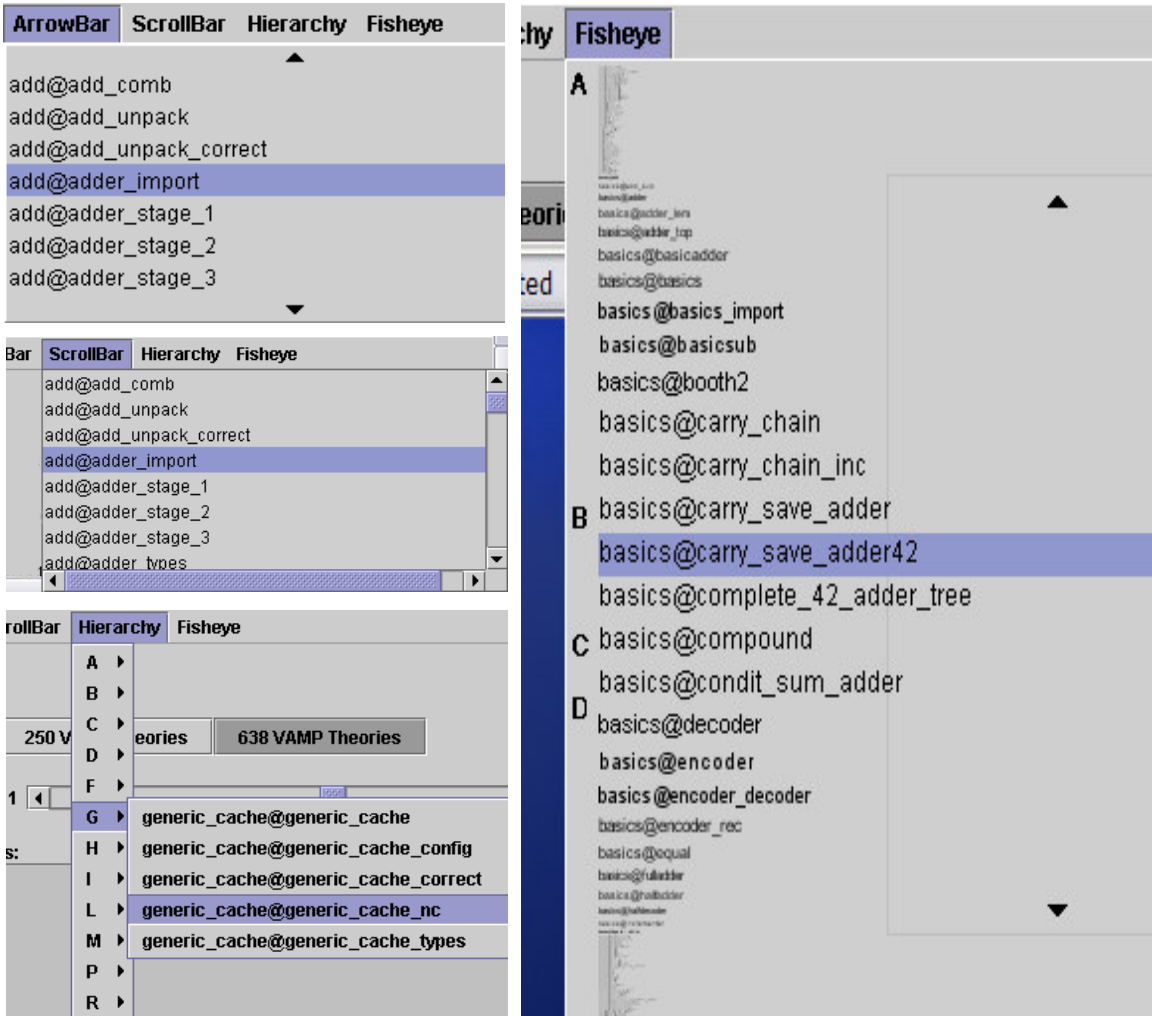 ArrowBar ScrollBar Hierarchy Fisheye
add@add_comb
add@add_unpack
add@add_unpack_correct
add@adder_import
add@adder_stage_1
add@adder_stage_2
add@adder_stage_3
Bar ScrollBar Hierarchy Fisheye
add@add_comb
add@add_unpack
add@add_unpack_correct
add@adder_import
add@adder_stage_1
add@adder_stage_2
add@adder_stage_3
add@adder_types
rollBar Hierarchy Fisheye
A
B
C
250 V eories 638 VAMP Theories
D
F
1
G generic_cache@generic_cache
s: H generic_cache@generic_cache_config
I generic_cache@generic_cache_correct
L generic_cache@generic_cache_nc
M generic_cache@generic_cache_types
P
R
hy Fisheye
A
basics@adder
basics@adder_lem
eori
basics@adder_top
basics@basicadder
ted basics@basics
basics@basics_import
basics@basicsub
basics@booth2
basics@carry_chain
basics@carry_chain_inc
B basics@carry_save_adder
basics@carry_save_adder42
basics@complete_42_adder_tree
C basics@compound
basics@condit_sum_adder
D basics@decoder
basics@encoder
basics@encoder_decoder
basics@encoder_rec
basics@equal
basics@fulladder
basics@halfadder